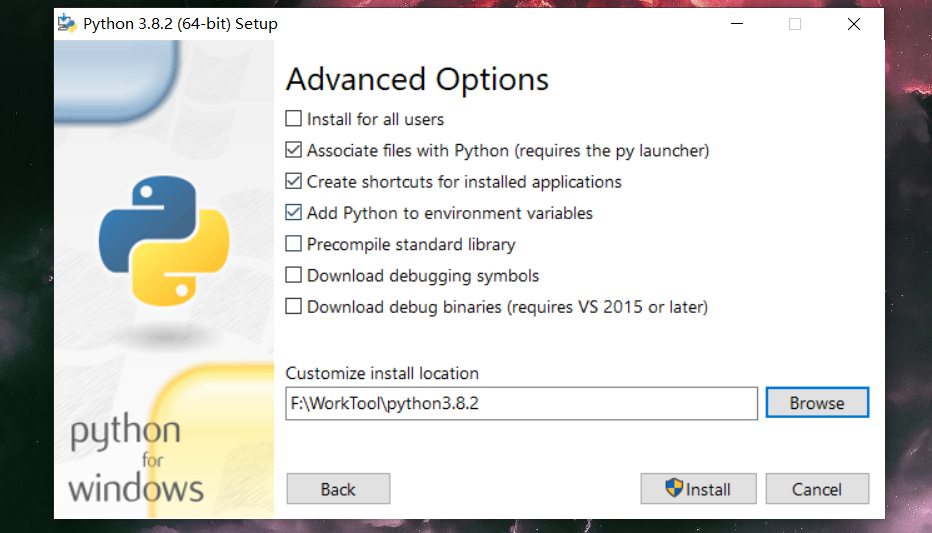 Python 3.8.2 (64-bit) Setup
Advanced Options
Install for all users
Associate files with Python (requires the py launcher)
Create shortcuts for installed applications
Add Python to environment variables
Precompile standard library
Download debugging symbols
Download debug binaries (requires VS 2015 or later)
Customize install location
F:\WorkTool\python3.8.2
Browse
python
for
windows
Back
Install
Cancel